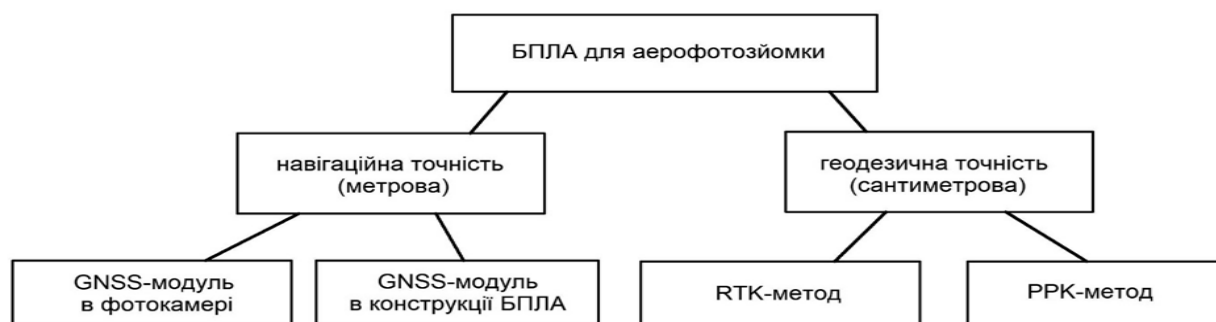 БПЛА для аерофотозйомки
навігаційна точність
(метрова)
геодезична точність
(сантиметрова)
GNSS-модуль
в фотокамері
GNSS-модуль
в конструкції БПЛА
RTK-метод
PPK-метод